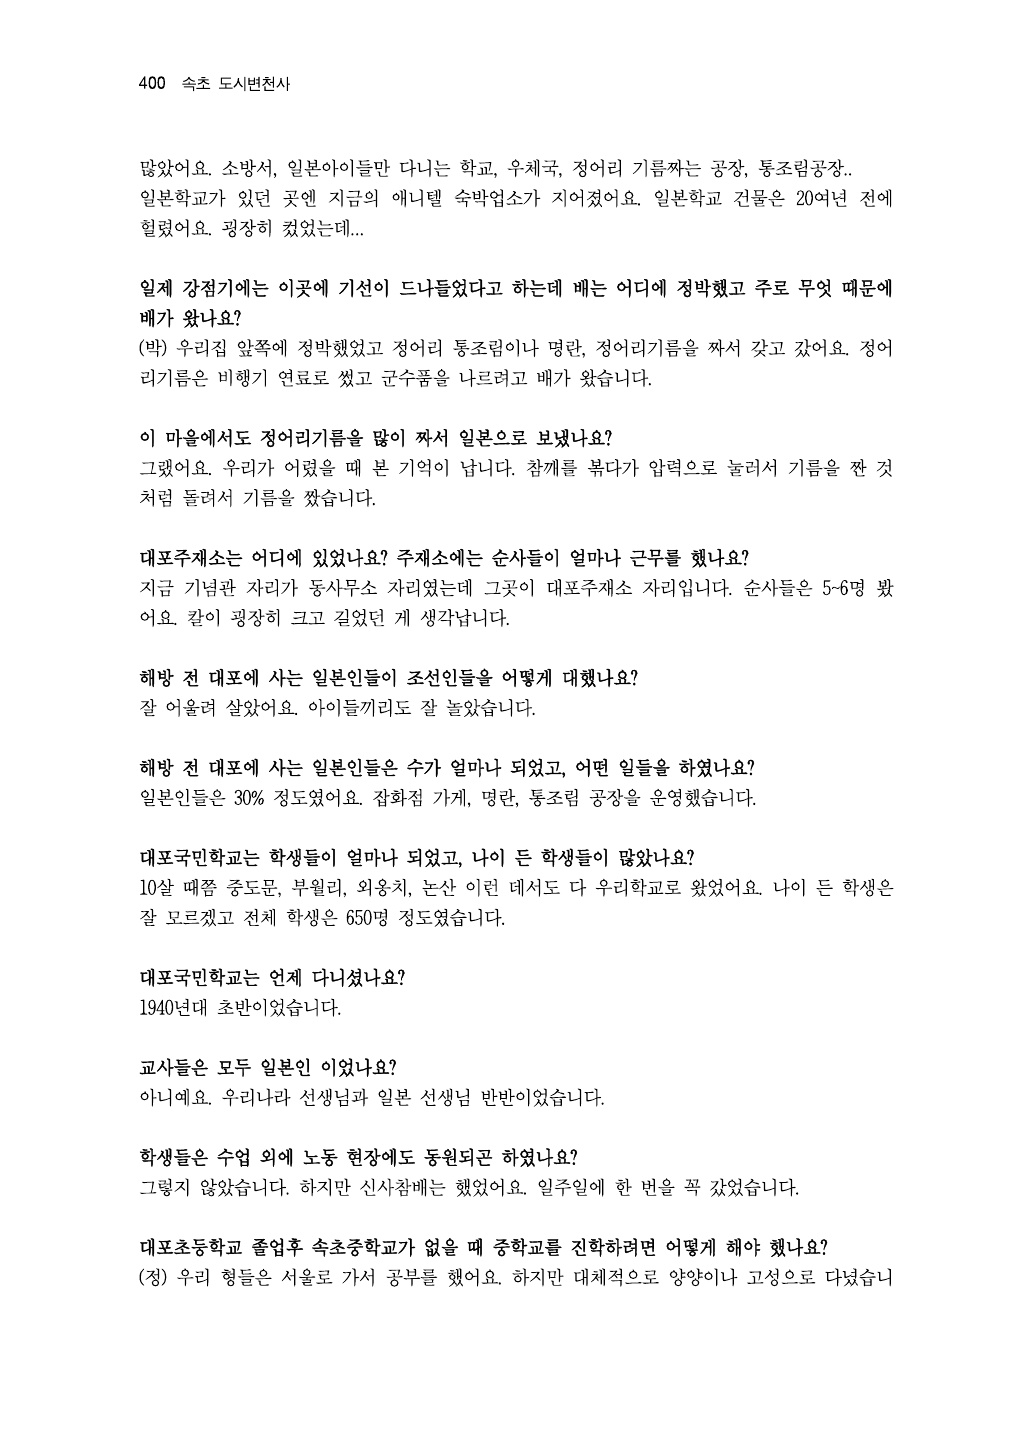 400 속초 도시변천사
많았어요. 소방서, 일본아이들만 다니는 학교, 우체국, 정어리 기름짜는 공장, 통조림공장..
일본학교가 있던 곳엔 지금의 애니텔 숙박업소가 지어졌어요. 일본학교 건물은 20여년 전에
헐렸어요. 굉장히 컸었는데...
일제 강점기에는 이곳에 기선이 드나들었다고 하는데 배는 어디에 정박했고 주로 무엇 때문에
배가 왔나요?
(박) 우리집 앞쪽에 정박했었고 정어리 통조림이나 명란, 정어리기름을 짜서 갖고 갔어요. 정어
리기름은 비행기 연료로 썼고 군수품을 나르려고 배가 왔습니다.
이 마을에서도 정어리기름을 많이 짜서 일본으로 보냈나요?
그랬어요. 우리가 어렸을 때 본 기억이 납니다. 참깨를 볶다가 압력으로 눌러서 기름을 짠 것
처럼 돌려서 기름을 짰습니다.
대포주재소는 어디에 있었나요? 주재소에는 순사들이 얼마나 근무를 했나요?
지금 기념관 자리가 동사무소 자리였는데 그곳이 대포주재소 자리입니다. 순사들은 5~6명 봤
어요. 칼이 굉장히 크고 길었던 게 생각납니다.
해방 전 대포에 사는 일본인들이 조선인들을 어떻게 대했나요?
잘 어울려 살았어요. 아이들끼리도 잘 놀았습니다.
해방 전 대포에 사는 일본인들은 수가 얼마나 되었고, 어떤 일들을 하였나요?
일본인들은 30% 정도였어요. 잡화점 가게, 명란, 통조림 공장을 운영했습니다.
대포국민학교는 학생들이 얼마나 되었고, 나이 든 학생들이 많았나요?
10살 때쯤 중도문, 부월리, 외옹치, 논산 이런 데서도 다 우리학교로 왔었어요. 나이 든 학생은
잘 모르겠고 전체 학생은 650명 정도였습니다.
대포국민학교는 언제 다니셨나요?
1940년대 초반이었습니다.
교사들은 모두 일본인 이었나요?
아니예요. 우리나라 선생님과 일본 선생님 반반이었습니다.
학생들은 수업 외에 노동 현장에도 동원되곤 하였나요?
그렇지 않았습니다. 하지만 신사참배는 했었어요. 일주일에 한 번을 꼭 갔었습니다.
대포초등학교 졸업후 속초중학교가 없을 때 중학교를 진학하려면 어떻게 해야 했나요?
(정) 우리 형들은 서울로 가서 공부를 했어요. 하지만 대체적으로 양양이나 고성으로 다녔습니